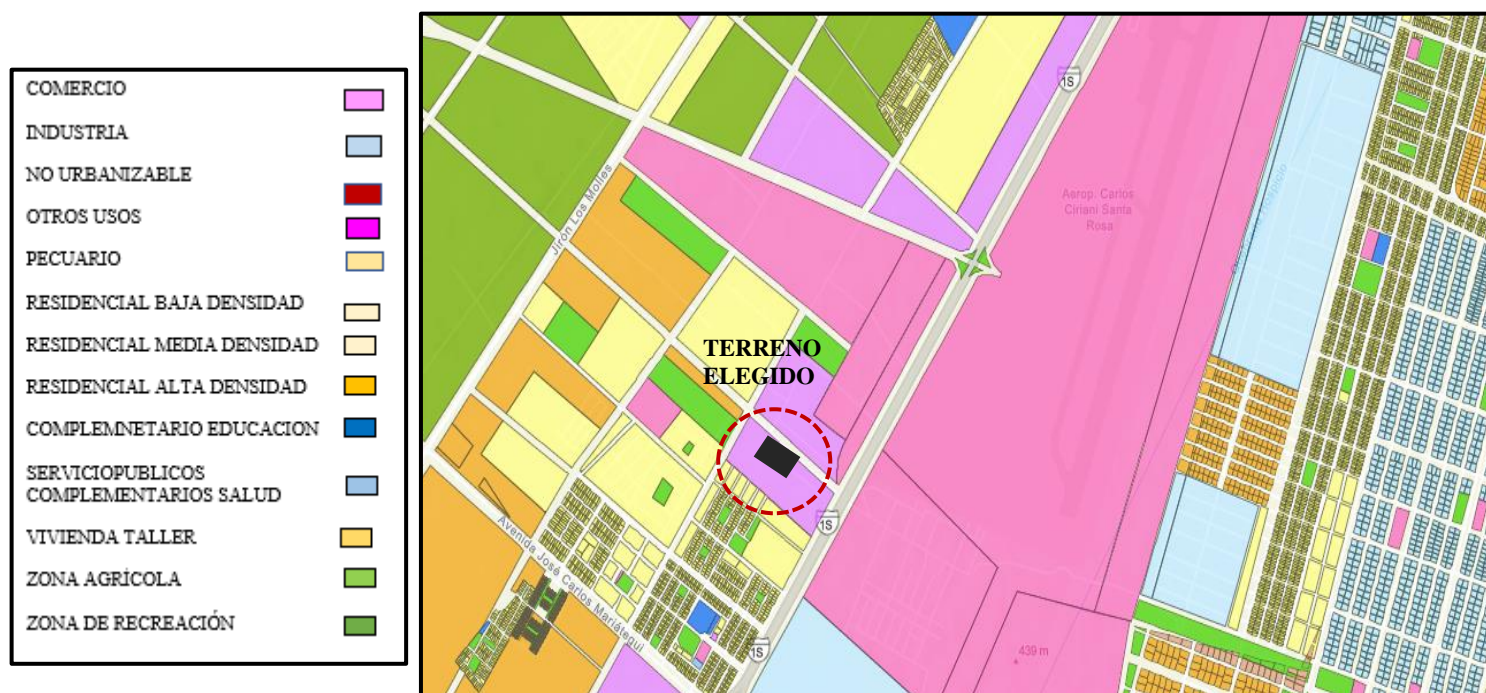 COMERCIO
INDUSTRIA
NO URBANIZABLE
OTROS USOS
PECUARIO
RESIDENCIAL BAJA DENSIDAD
RESIDENCIAL MEDIA DENSIDAD
RESIDENCIAL ALTA DENSIDAD
COMPLEMNETARIO EDUCACION
SERVICIOPUBLICOS
COMPLEMENTARIOS SALUD
VIVIENDA TALLER
ZONA AGRÍCOLA
ZONA DE RECREACIÓN
1S
Jirón Los Molles
Aerop. Carlos
Ciriani Santa
Rosa
TERRENO
ELEGIDO
1S
Avenida José Carlos Mariátegui
1S
439 m